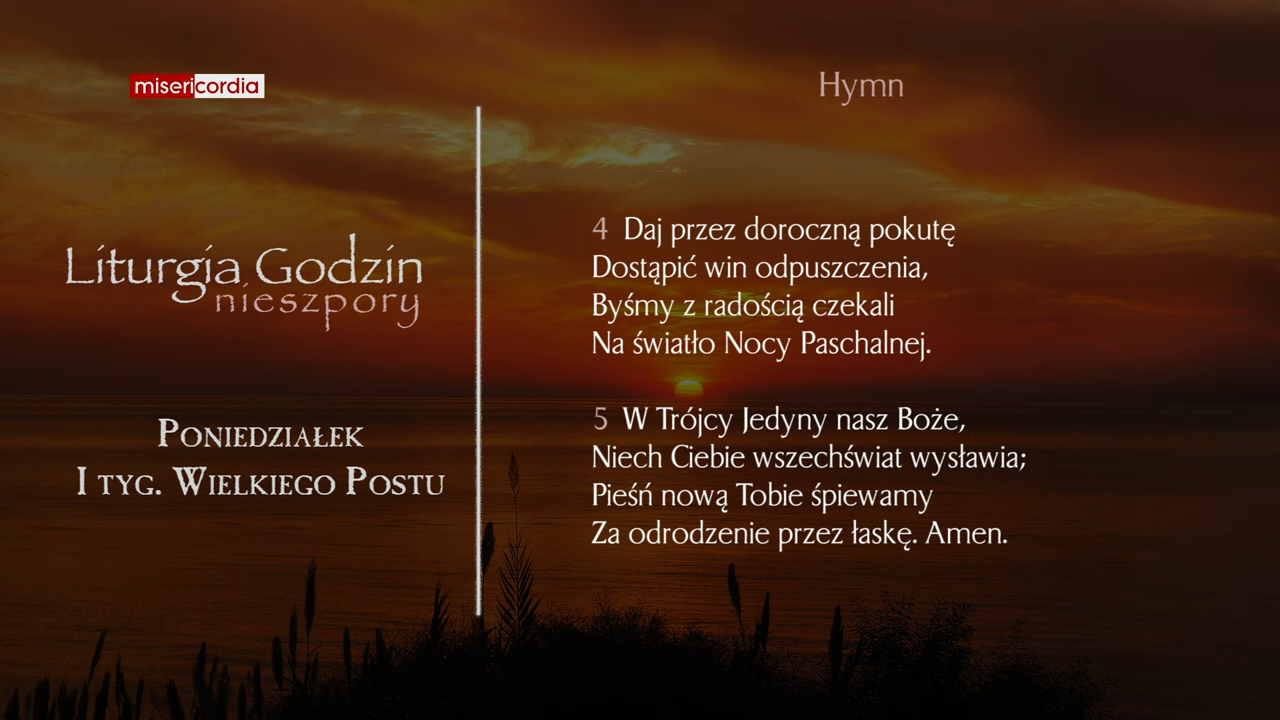 misericordia
Hymn
Liturgia Godzin
nieszpory
Poniedziałek
I tyg. Wielkiego Postu
4 Daj przez doroczną pokutę
Dostąpić win odpuszczenia,
Byśmy z radością czekali
Na światło Nocy Paschalnej.
5 W Trójcy Jedyny nasz Boże,
Niech Ciebie wszechświat wysławia;
Pieśń nową Tobie śpiewamy
Za odrodzenie przez łaskę. Amen.